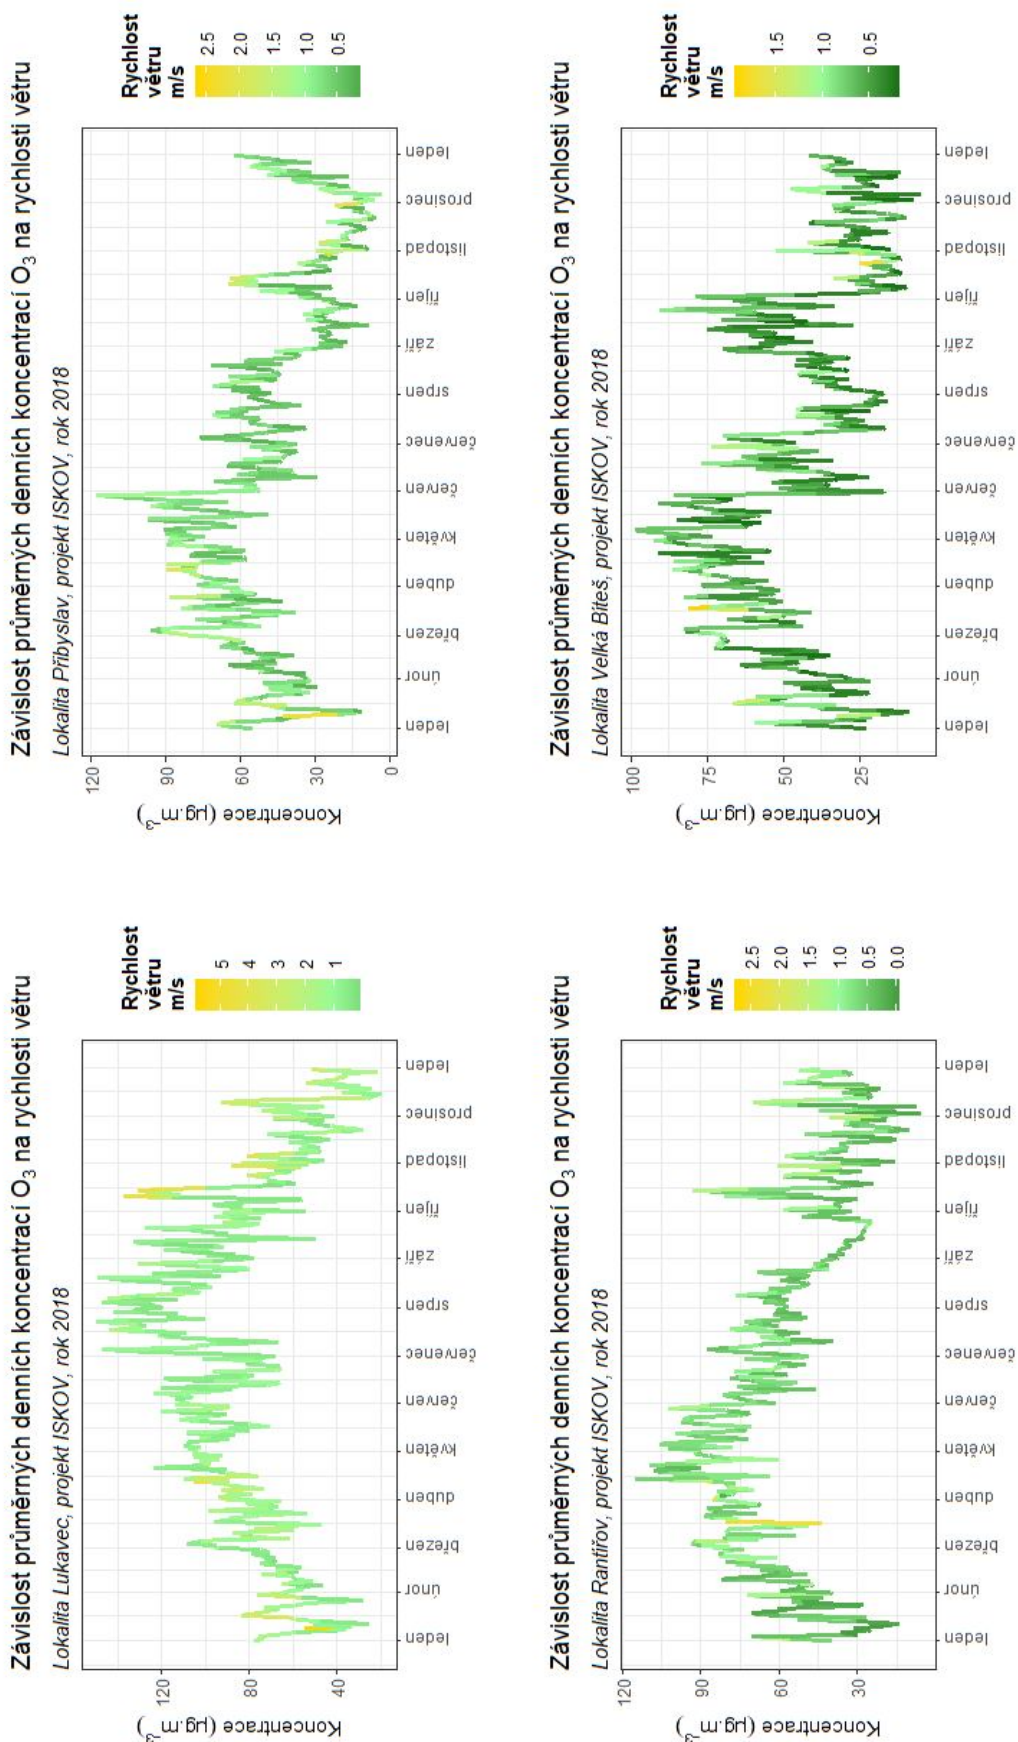 Závislost průměrných denních koncentrací O₃ na rychlosti větru
Lokalita Lukavec, projekt ISKOV, rok 2018
Koncentrace (µg.m⁻³)
120
80
40
leden
únor
březen
duben
květen
červen
červenec
srpen
září
říjen
listopad
prosinec
leden
Rychlost
větru
m/s
5
4
3
2
1
Závislost průměrných denních koncentrací O₃ na rychlosti větru
Lokalita Přibyslav, projekt ISKOV, rok 2018
Koncentrace (µg.m⁻³)
120
90
60
30
0
leden
únor
březen
duben
květen
červen
červenec
srpen
září
říjen
listopad
prosinec
leden
Rychlost
větru
m/s
2.5
2.0
1.5
1.0
0.5
Závislost průměrných denních koncentrací O₃ na rychlosti větru
Lokalita Rantířov, projekt ISKOV, rok 2018
Koncentrace (µg.m⁻³)
120
90
60
30
leden
únor
březen
duben
květen
červen
červenec
srpen
září
říjen
listopad
prosinec
leden
Rychlost
větru
m/s
2.5
2.0
1.5
1.0
0.5
0.0
Závislost průměrných denních koncentrací O₃ na rychlosti větru
Lokalita Velká Bíteš, projekt ISKOV, rok 2018
Koncentrace (µg.m⁻³)
100
75
50
25
leden
únor
březen
duben
květen
červen
červenec
srpen
září
říjen
listopad
prosinec
leden
Rychlost
větru
m/s
1.5
1.0
0.5